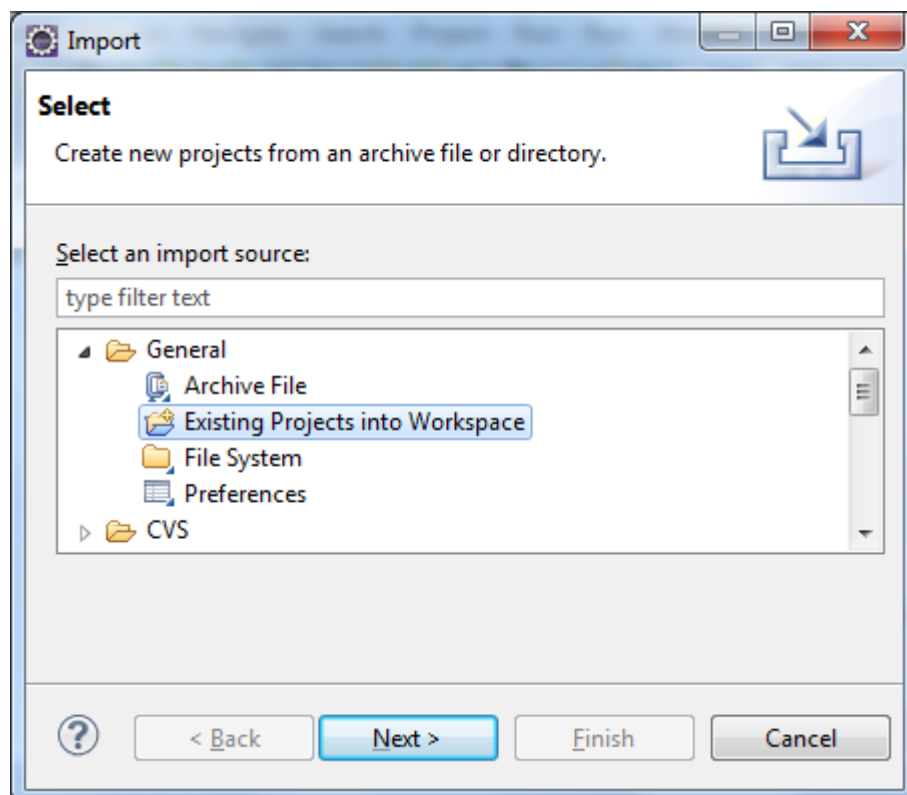 Import
Select
Create new projects from an archive file or directory.
Select an import source:
type filter text
General
Archive File
Existing Projects into Workspace
File System
Preferences
CVS
? < Back Next > Finish Cancel